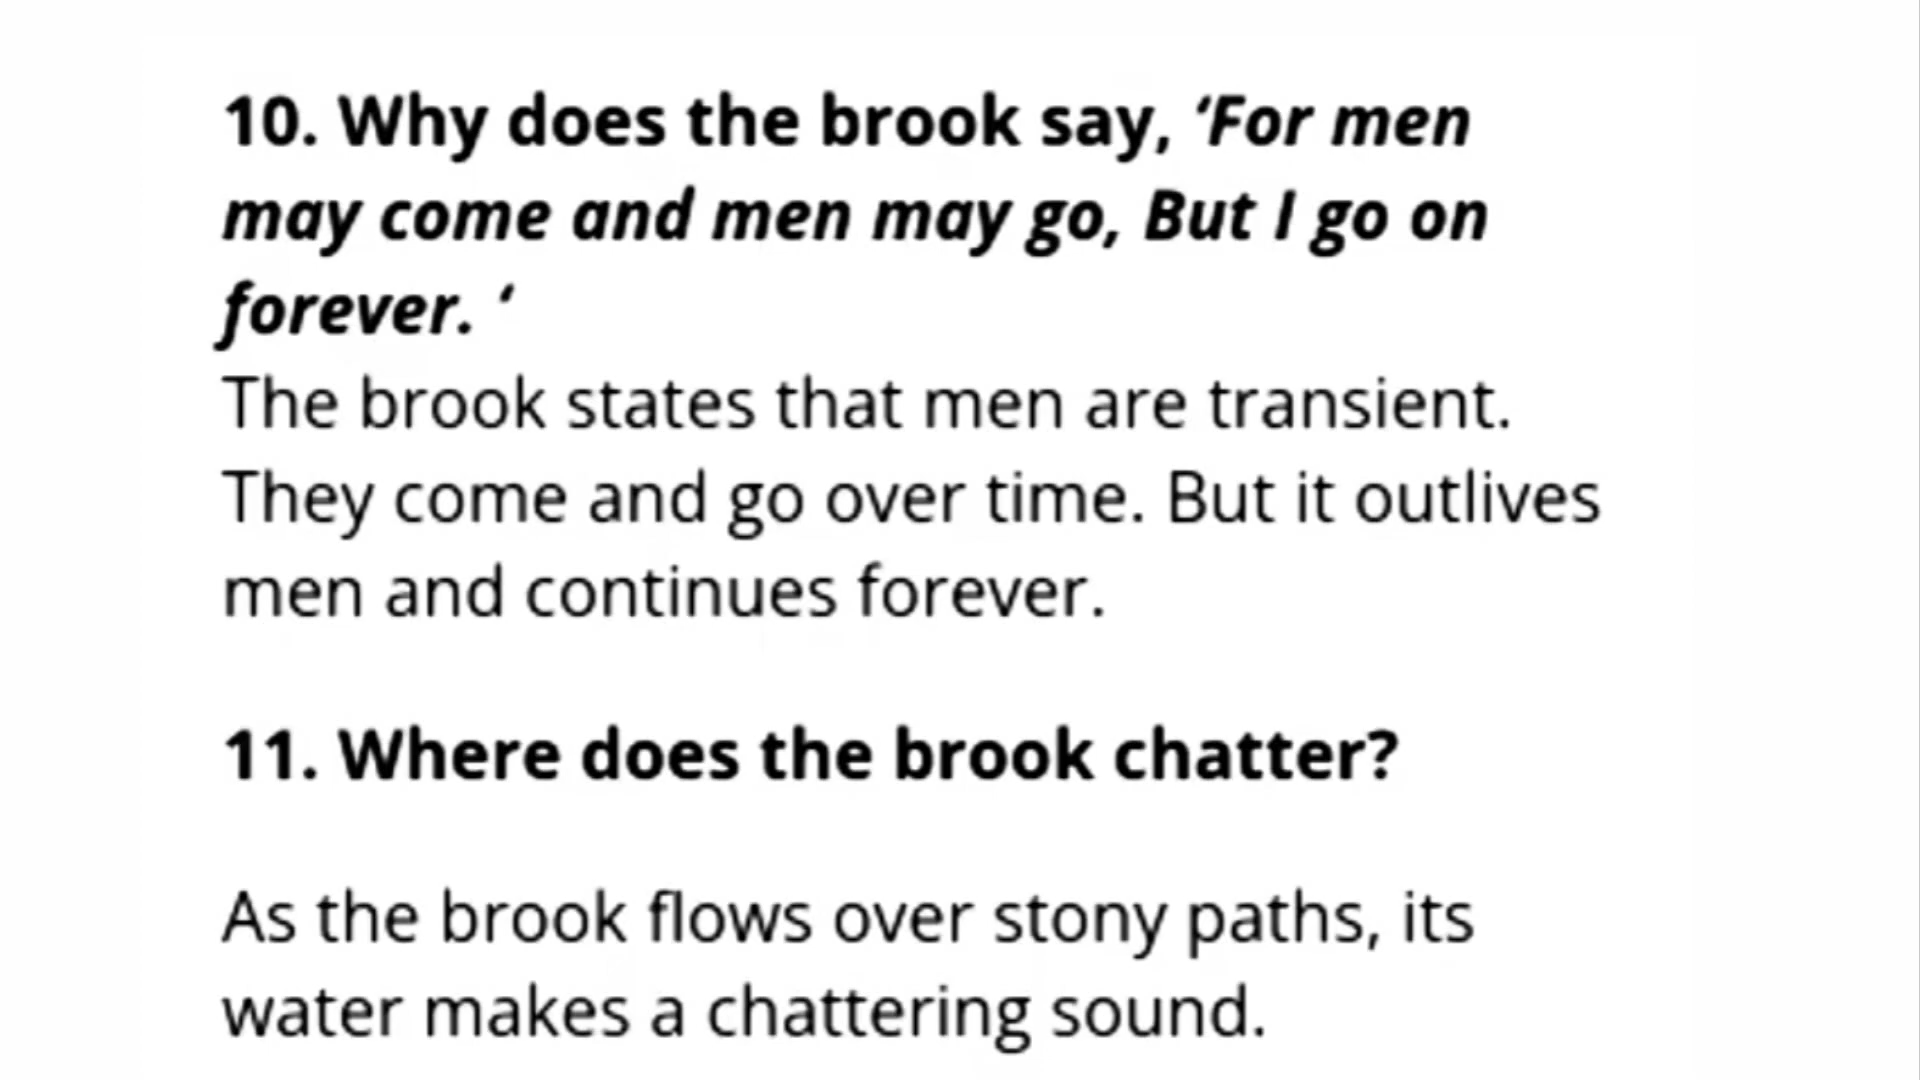 10. Why does the brook say, ‘For men
may come and men may go, But I go on
forever. ‘
The brook states that men are transient.
They come and go over time. But it outlives
men and continues forever.
11. Where does the brook chatter?
As the brook flows over stony paths, its
water makes a chattering sound.